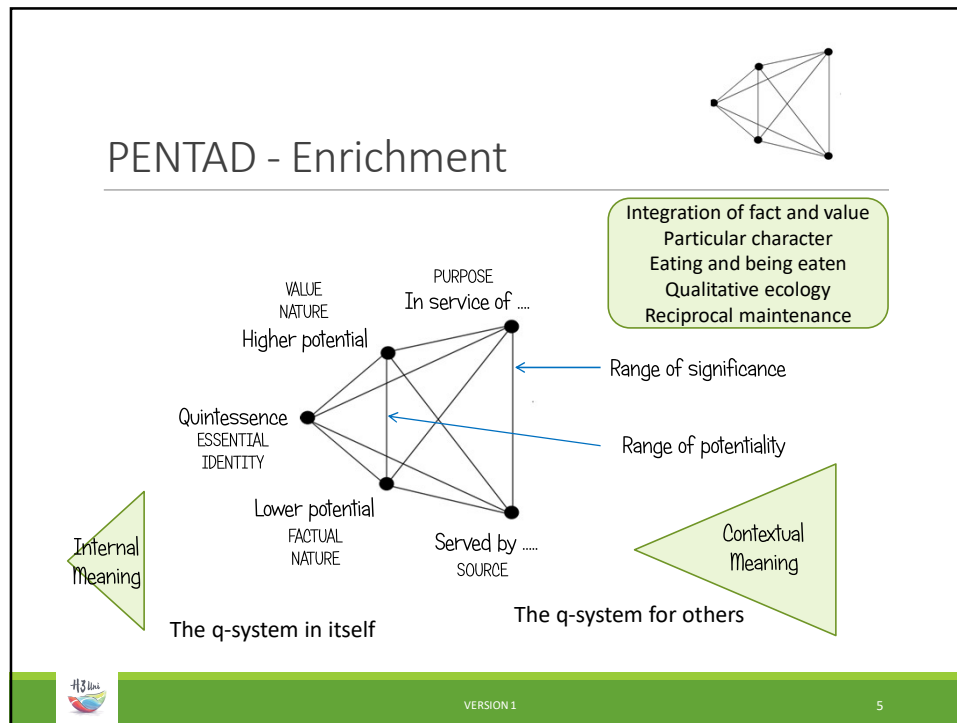 PENTAD - Enrichment
Integration of fact and value
Particular character
Eating and being eaten
Qualitative ecology
Reciprocal maintenance
PURPOSE
In service of ....
VALUE
NATURE
Higher potential
Range of significance
Quintessence
ESSENTIAL
IDENTITY
Range of potentiality
Lower potential
FACTUAL
NATURE
Served by .....
SOURCE
Internal
Meaning
Contextual
Meaning
The q-system in itself
The q-system for others
H3Uni
VERSION 1
5